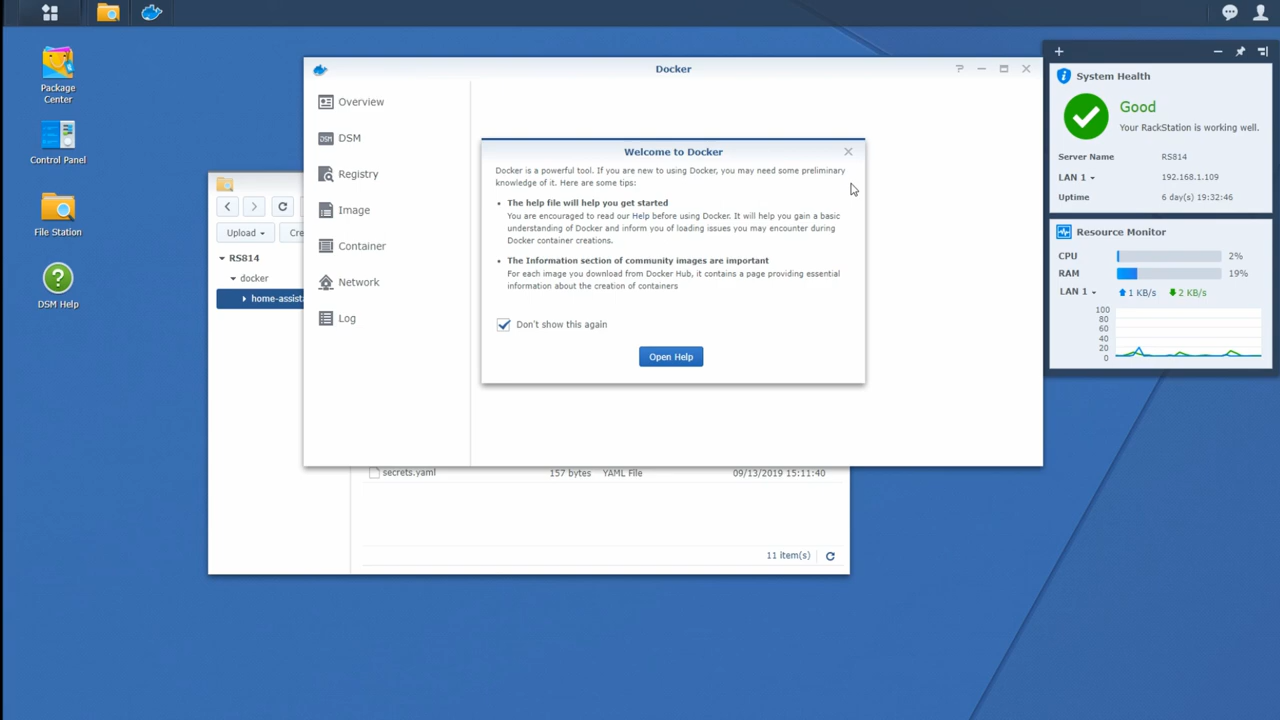 Package
Center
Control Panel
File Station
DSM Help
Upload
Cre
RS814
docker
home-assista
Docker
Overview
DSM
DSM
Registry
Image
Container
Network
Log
Welcome to Docker
Docker is a powerful tool. If you are new to using Docker, you may need some preliminary
knowledge of it. Here are some tips:
• The help file will help you get started
You are encouraged to read our Help before using Docker. It will help you gain a basic
understanding of Docker and inform you of loading issues you may encounter during
Docker container creations.
• The Information section of community images are important
For each image you download from Docker Hub, it contains a page providing essential
information about the creation of containers
Don't show this again
Open Help
secrets.yaml 157 bytes YAML File 09/13/2019 15:11:40
11 item(s)
System Health
Good
Your RackStation is working well.
Server Name RS814
LAN 1 192.168.1.109
Uptime 6 day(s) 19:32:46
Resource Monitor
CPU 2%
RAM 19%
LAN 1 1 KB/s 2 KB/s
100
80
60
40
20
0